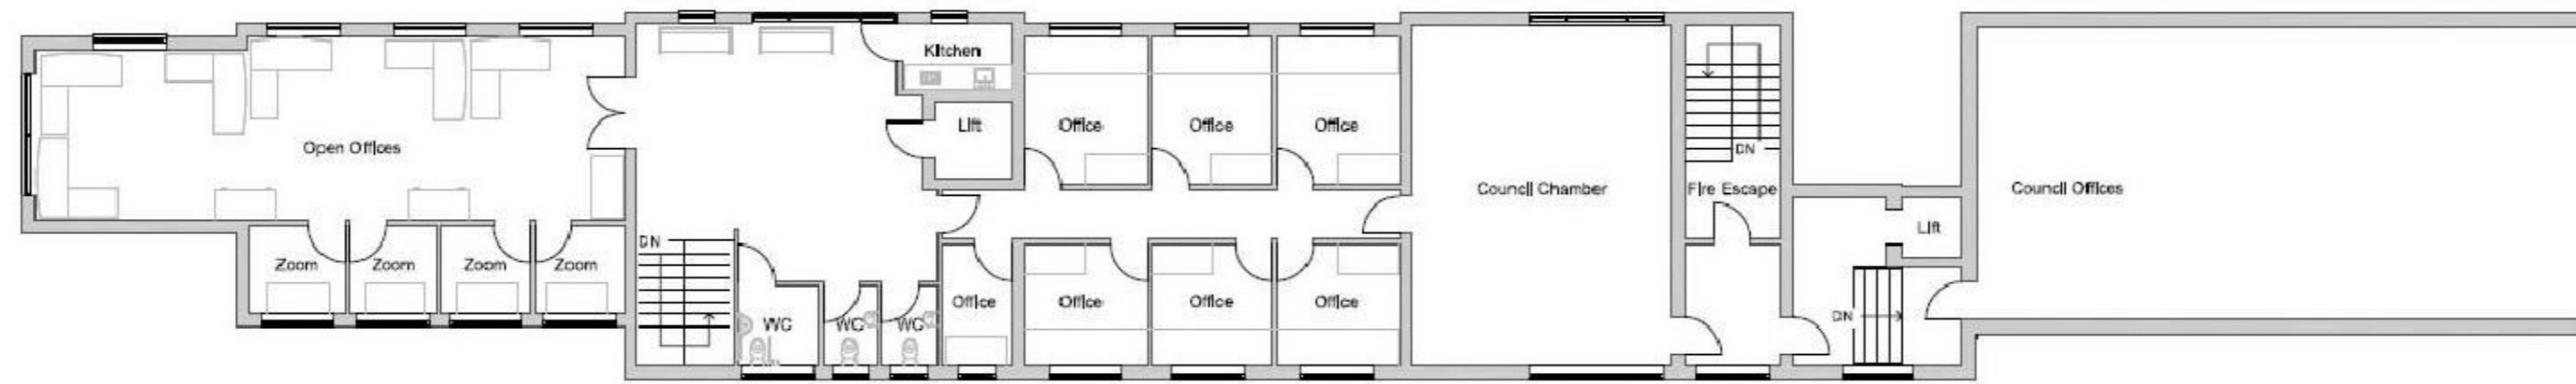 Kitchen
Lift
Office
Office
Office
Open Offices
DN
Council Chamber
Fire Escape
Council Offices
Lift
DN
Zoom
Zoom
Zoom
Zoom
Office
Office
Office
Office
WC
WC
WC
DN